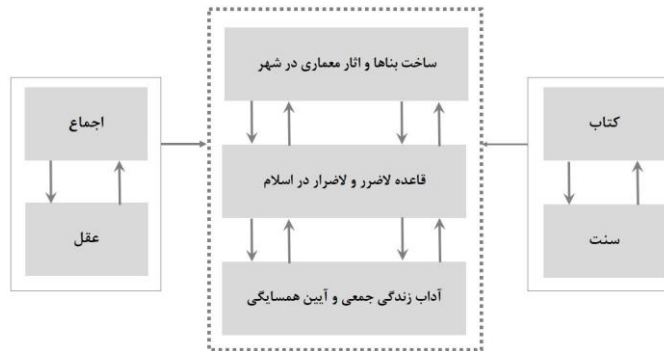 کتاب
سنت
ساخت بناها و اثار معماری در شهر
قاعده لاضرر و لاضرار در اسلام
آداب زندگی جمعی و آیین همسایگی
اجماع
عقل